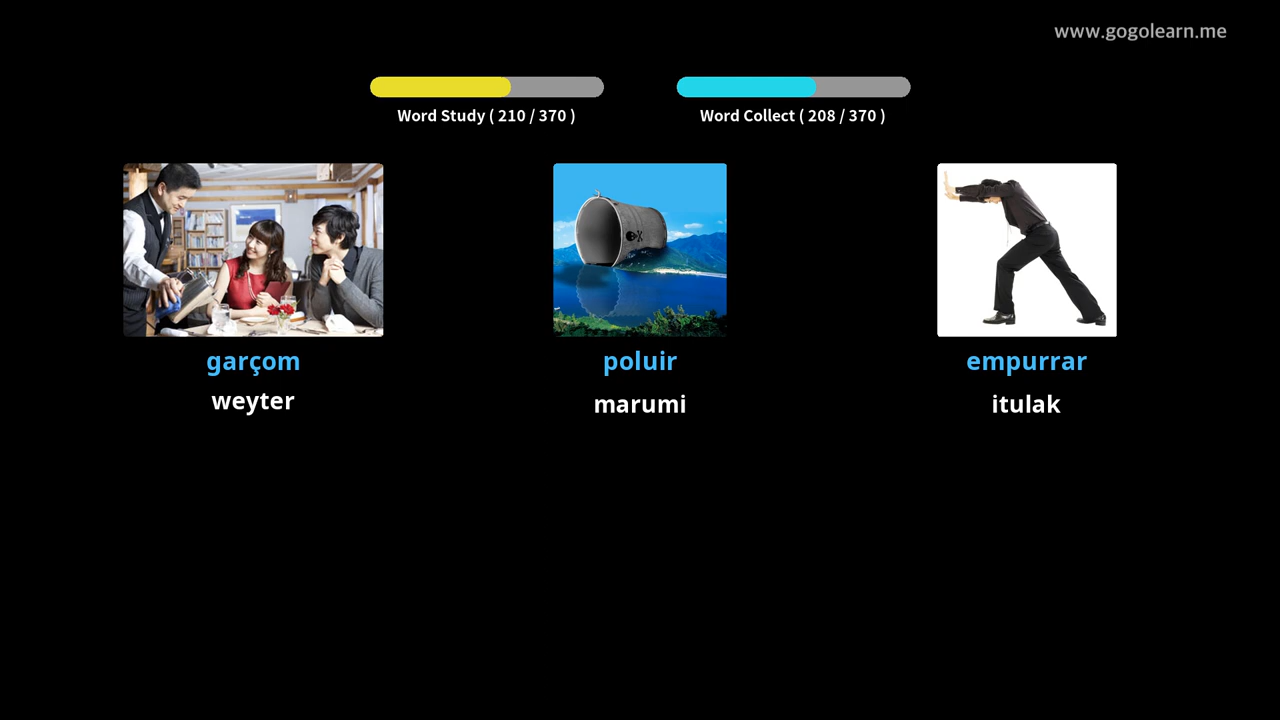 www.gogolearn.me
Word Study ( 210 / 370 )
Word Collect ( 208 / 370 )
garçom
weyter
poluir
marumi
empurrar
itulak